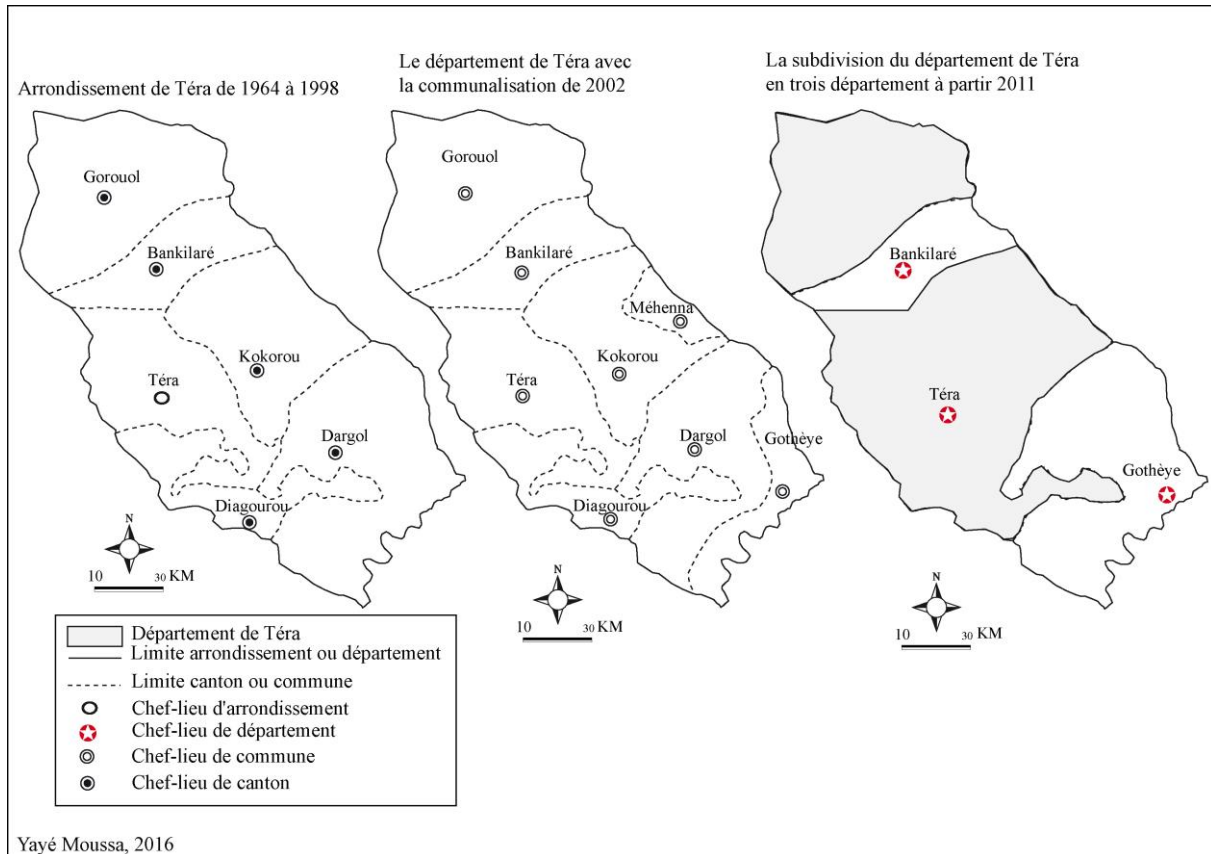 Arrondissement de Téra de 1964 à 1998
Gorouol
Bankilaré
Kokorou
Téra
Dargol
Diagourou
N
10 30 KM
Le département de Téra avec
la communalisation de 2002
Gorouol
Bankilaré
Méhenna
Kokorou
Téra
Dargol
Gothèye
Diagourou
N
10 30 KM
La subdivision du département de Téra
en trois département à partir 2011
Bankilaré
Téra
Gothèye
N
10 30 KM
Département de Téra
Limite arrondissement ou département
Limite canton ou commune
Chef-lieu d'arrondissement
Chef-lieu de département
Chef-lieu de commune
Chef-lieu de canton
Yayé Moussa, 2016